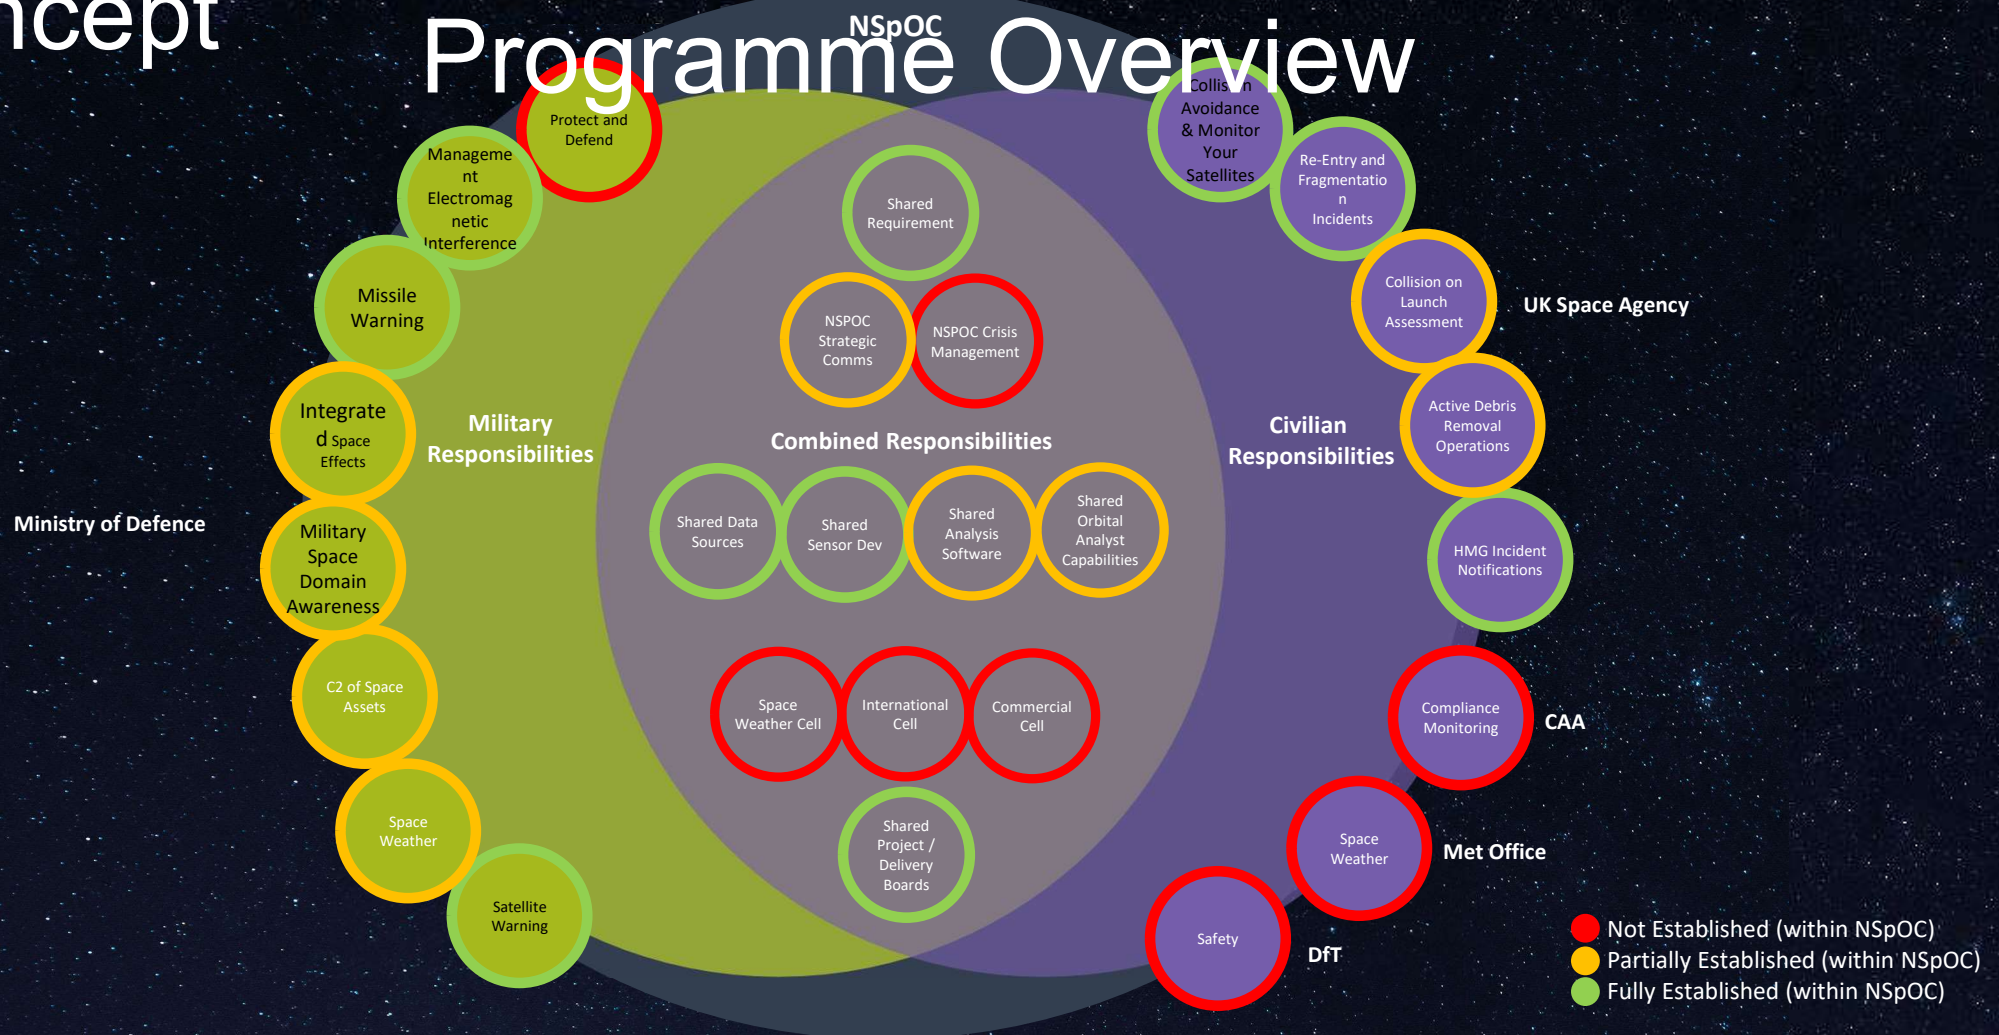 ncept
Programme Overview
NSpOC
Protect and
Defend
Manageme
nt
Electromag
netic
Interference
Missile
Warning
Integrate
d Space
Effects
Military
Space
Domain
Awareness
C2 of Space
Assets
Space
Weather
Satellite
Warning
Ministry of Defence
Military
Responsibilities
Shared
Requirement
NSPOC
Strategic
Comms
NSPOC Crisis
Management
Combined Responsibilities
Shared Data
Sources
Shared
Sensor Dev
Shared
Analysis
Software
Shared
Orbital
Analyst
Capabilities
Space
Weather Cell
International
Cell
Commercial
Cell
Shared
Project /
Delivery
Boards
Civilian
Responsibilities
Collision
Avoidance
& Monitor
Your
Satellites
Re-Entry and
Fragmentatio
n
Incidents
Collision on
Launch
Assessment
UK Space Agency
Active Debris
Removal
Operations
HMG Incident
Notifications
Compliance
Monitoring
CAA
Space
Weather
Met Office
Safety
DfT
Not Established (within NSpOC)
Partially Established (within NSpOC)
Fully Established (within NSpOC)